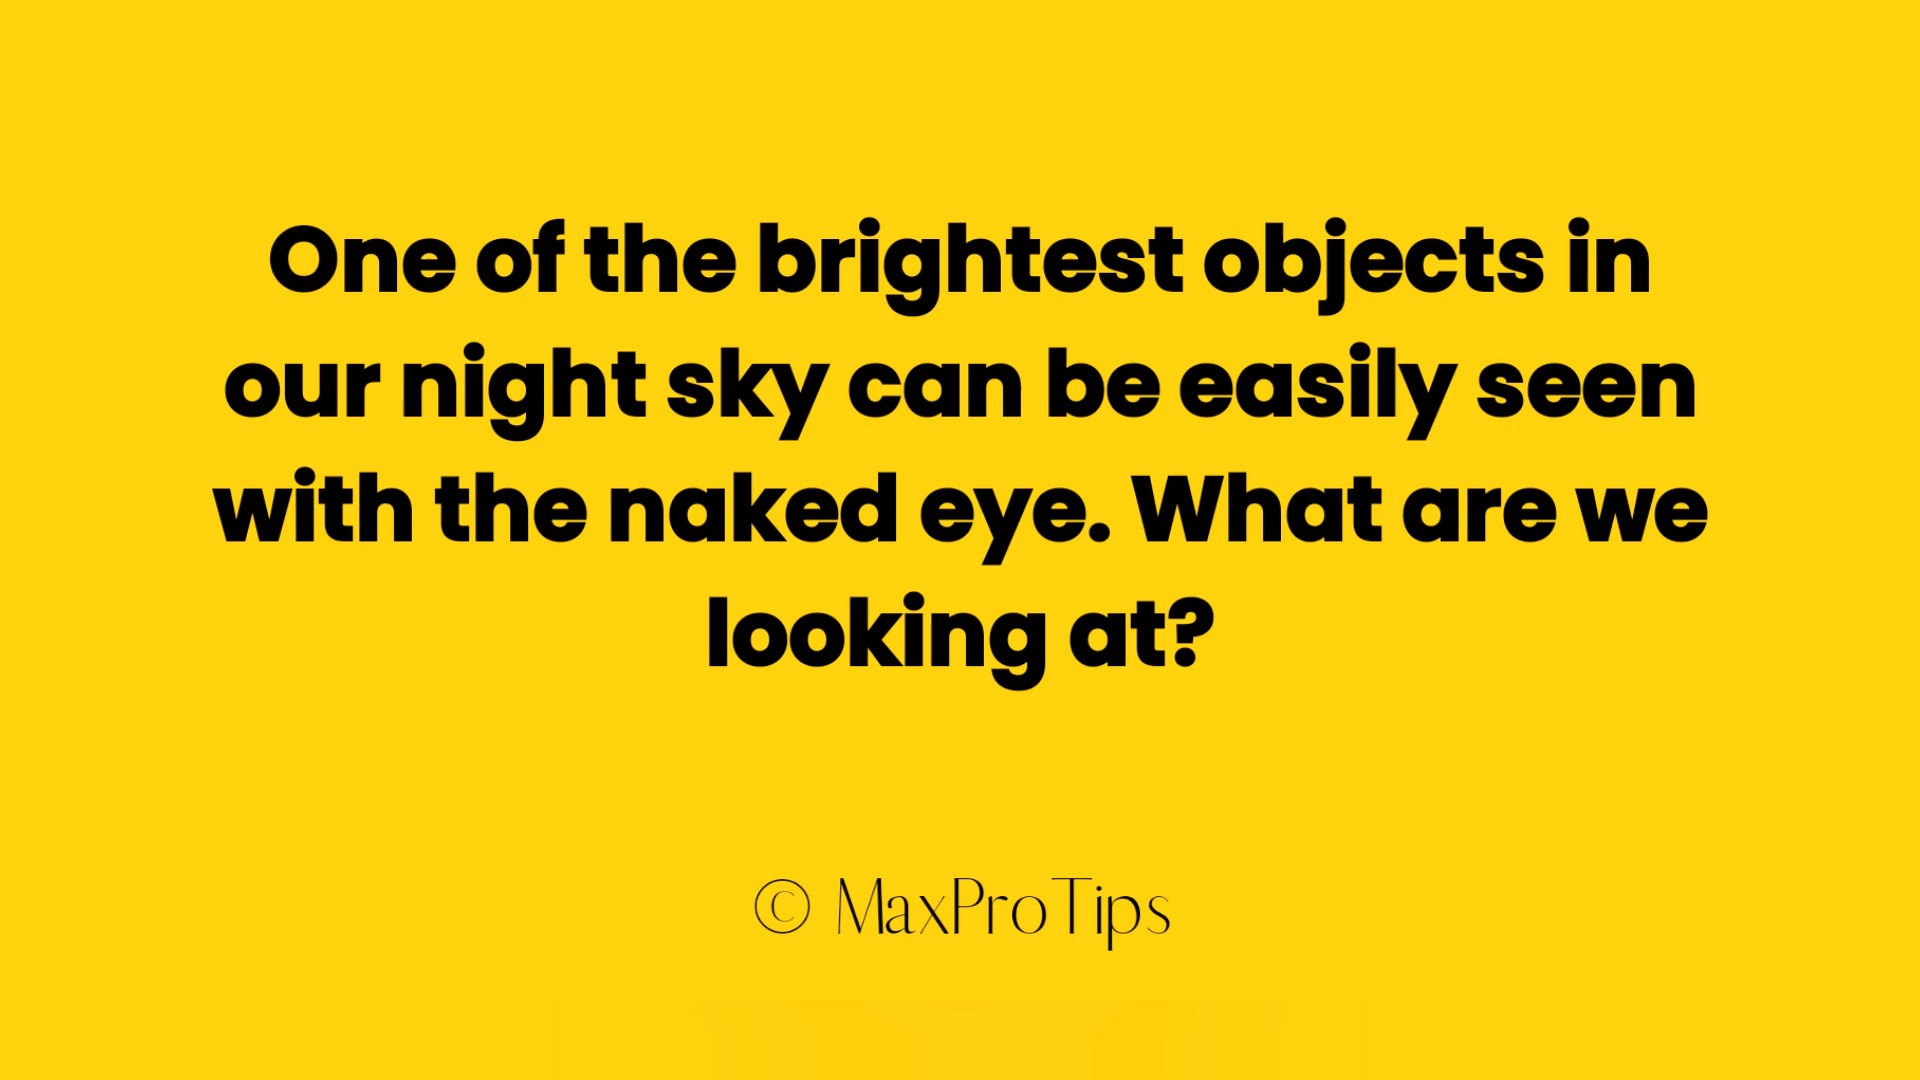 One of the brightest objects in
our night sky can be easily seen
with the naked eye. What are we
looking at?
© MaxProTips